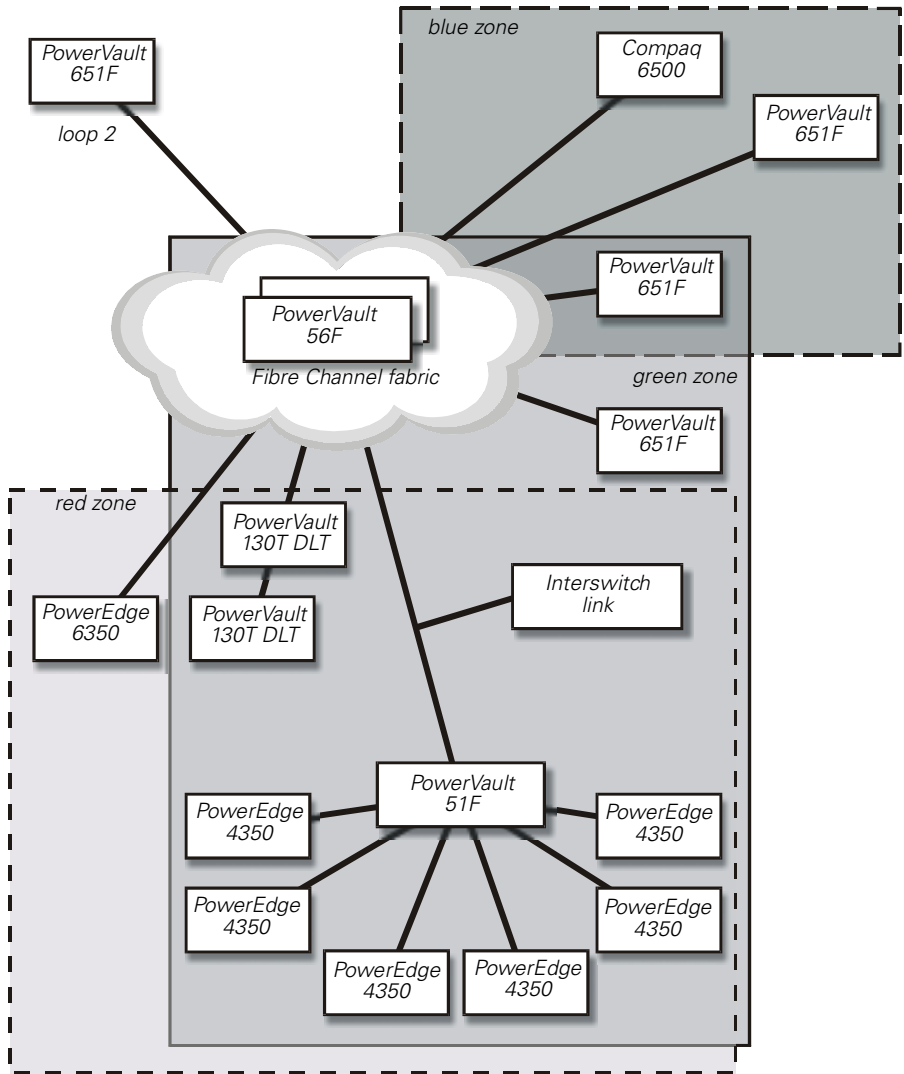 PowerVault
651F
loop 2
blue zone
Compaq
6500
PowerVault
651F
PowerVault
651F
PowerVault
56F
Fibre Channel fabric
green zone
PowerVault
651F
red zone
PowerVault
130T DLT
Interswitch
link
PowerEdge
6350
PowerVault
130T DLT
PowerVault
51F
PowerEdge
4350
PowerEdge
4350
PowerEdge
4350
PowerEdge
4350
PowerEdge
4350
PowerEdge
4350